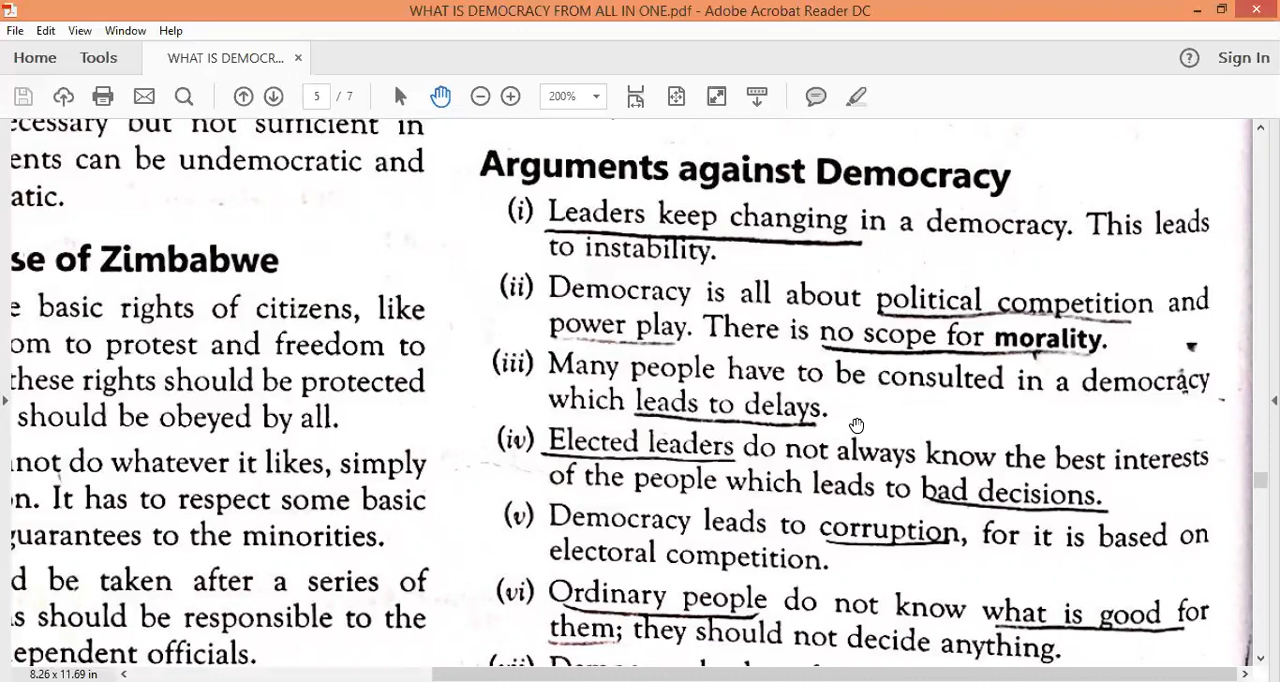 WHAT IS DEMOCRACY FROM ALL IN ONE.pdf - Adobe Acrobat Reader DC
File Edit View Window Help
Home Tools WHAT IS DEMOCR... × ? Sign In
5 / 7 200%
ecessary but not sufficient in
ents can be undemocratic and
atic.
se of Zimbabwe
e basic rights of citizens, like
om to protest and freedom to
these rights should be protected
should be obeyed by all.
not do whatever it likes, simply
n. It has to respect some basic
guarantees to the minorities.
d be taken after a series of
s should be responsible to the
ependent officials.
Arguments against Democracy
(i) Leaders keep changing in a democracy. This leads
to instability.
(ii) Democracy is all about political competition and
power play. There is no scope for morality.
(iii) Many people have to be consulted in a democracy
which leads to delays.
(iv) Elected leaders do not always know the best interests
of the people which leads to bad decisions.
(v) Democracy leads to corruption, for it is based on
electoral competition.
(vi) Ordinary people do not know what is good for
them; they should not decide anything.
8.26 x 11.69 in